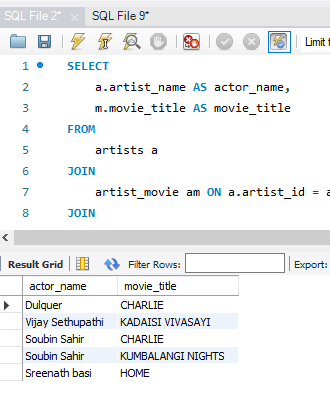 SQL File 2*
SQL File 9*
Limit t
1 SELECT
2 a.artist_name AS actor_name,
3 m.movie_title AS movie_title
4 FROM
5 artists a
6 JOIN
7 artist_movie am ON a.artist_id = a
8 JOIN
Result Grid Filter Rows: Export:
actor_name movie_title
Dulquer CHARLIE
Vijay Sethupathi KADAISI VIVASAYI
Soubin Sahir CHARLIE
Soubin Sahir KUMBALANGI NIGHTS
Sreenath basi HOME